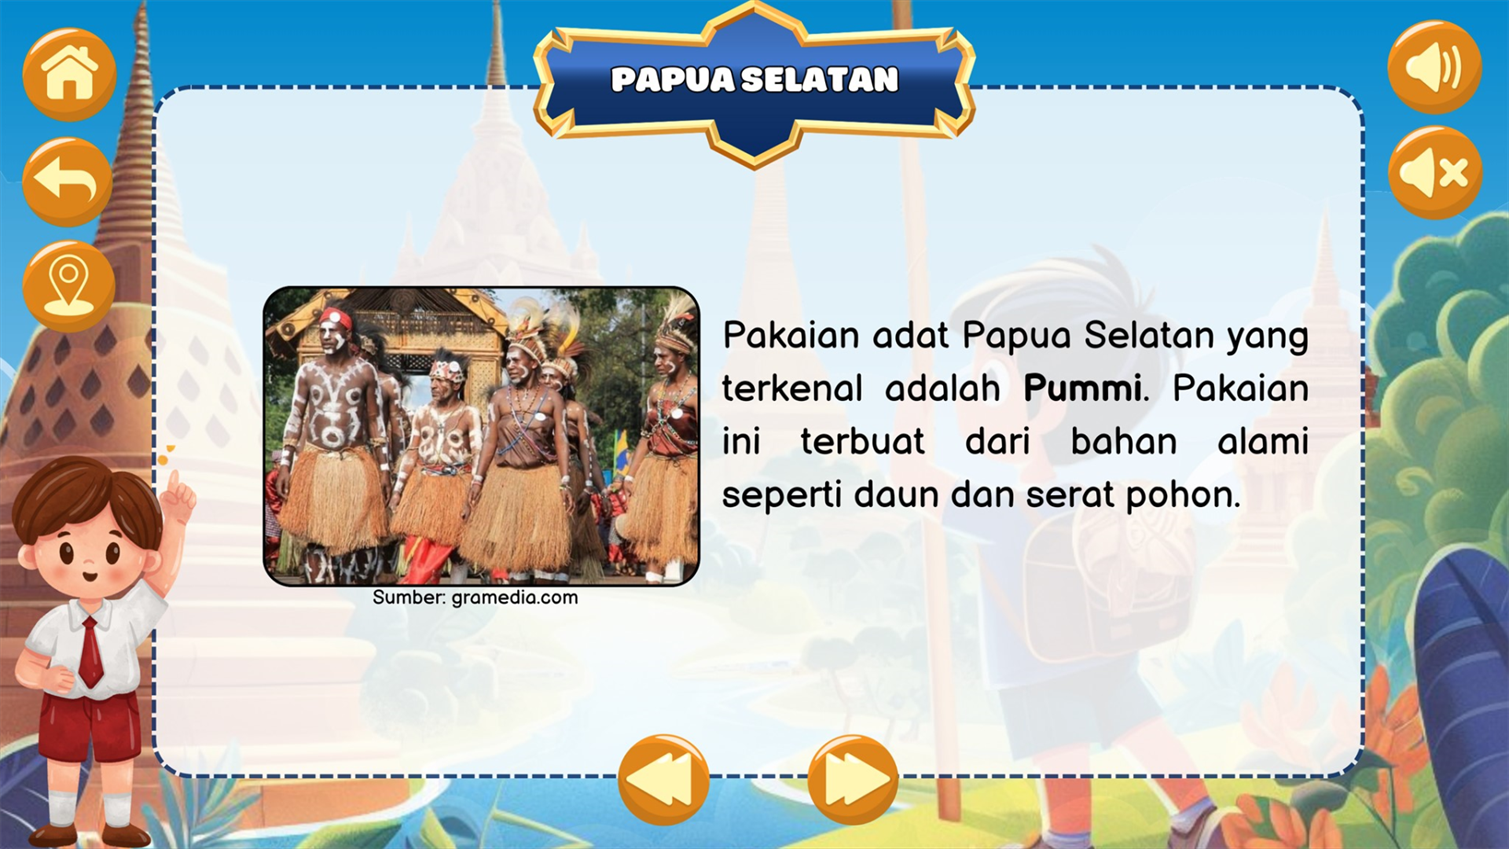 PAPUA SELATAN
Pakaian adat Papua Selatan yang
terkenal adalah Pummi. Pakaian
ini terbuat dari bahan alami
seperti daun dan serat pohon.
Sumber: gramedia.com